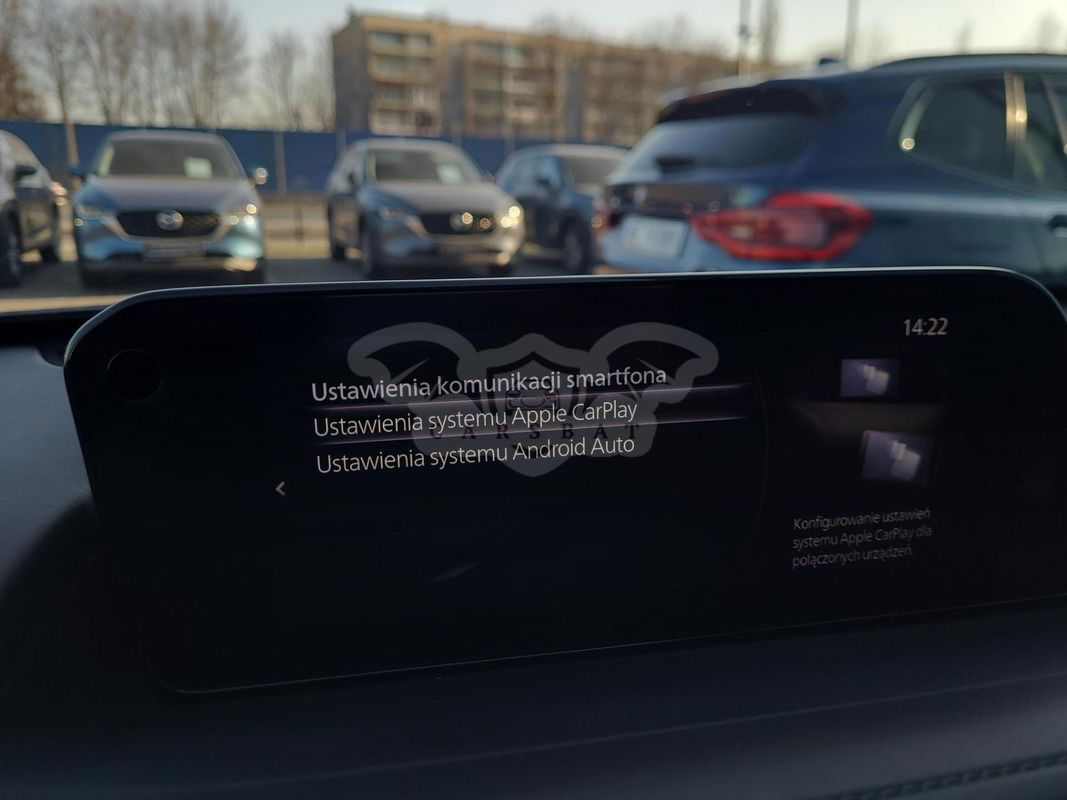 14:22
Ustawienia komunikacji smartfona
Ustawienia systemu Apple CarPlay
CARSBAT
Ustawienia systemu Android Auto
Konfigurowanie ustawień
systemu Apple CarPlay dla
połączonych urządzeń.